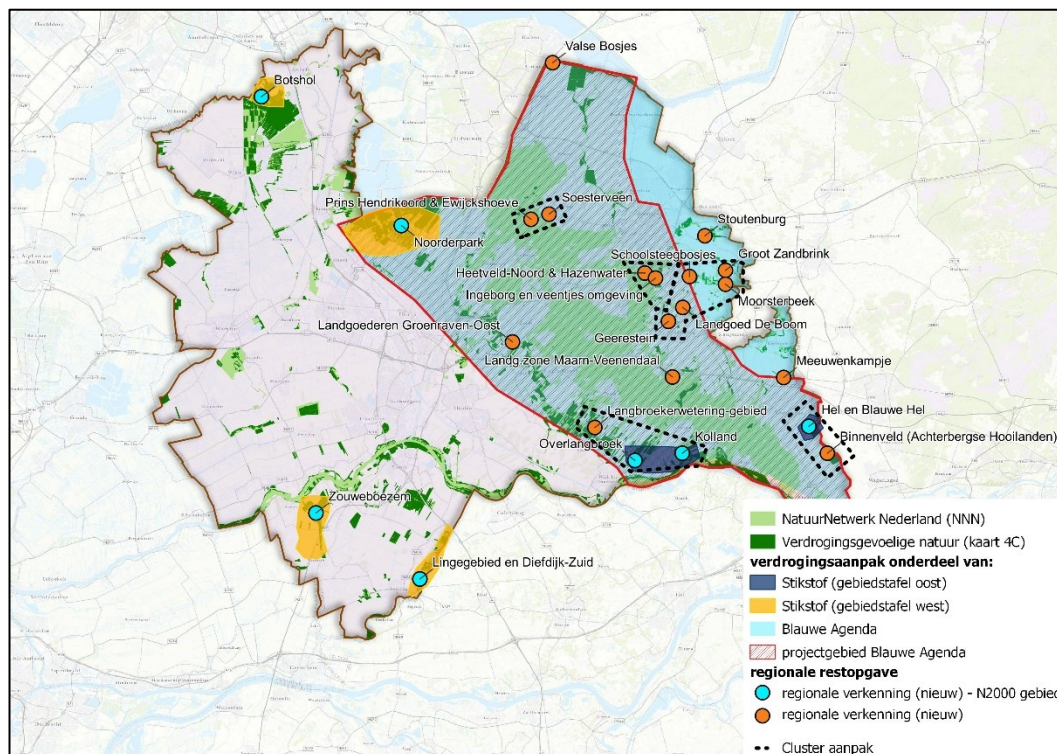 Valse Bosjes
Botshol
Prins Hendrikoord & Ewijckshoeve
Soesterveen
Noorderpark
Stoutenburg
Schoolsteegbosjes
Groot Zandbrink
Heetveld-Noord & Hazenwater
Ingeborg en veentjes omgeving
Moorsterbeek
Landgoederen Groenraven-Oost
Landgoed De Boom
Geerestein
Landg.zone Maarn-Veenendaal
Meeuwenkampje
Langbroekerwetering-gebied
Hel en Blauwe Hel
Overlangbroek
Kolland
Binnenveld (Achterbergse Hooilanden)
Zouweboezem
Lingegebied en Diefdijk-Zuid
NatuurNetwerk Nederland (NNN)
Verdrogingsgevoelige natuur (kaart 4C)
verdrogingsaanpak onderdeel van:
Stikstof (gebiedstafel oost)
Stikstof (gebiedstafel west)
Blauwe Agenda
projectgebied Blauwe Agenda
regionale restopgave
regionale verkenning (nieuw) - N2000 gebied
regionale verkenning (nieuw)
Cluster aanpak